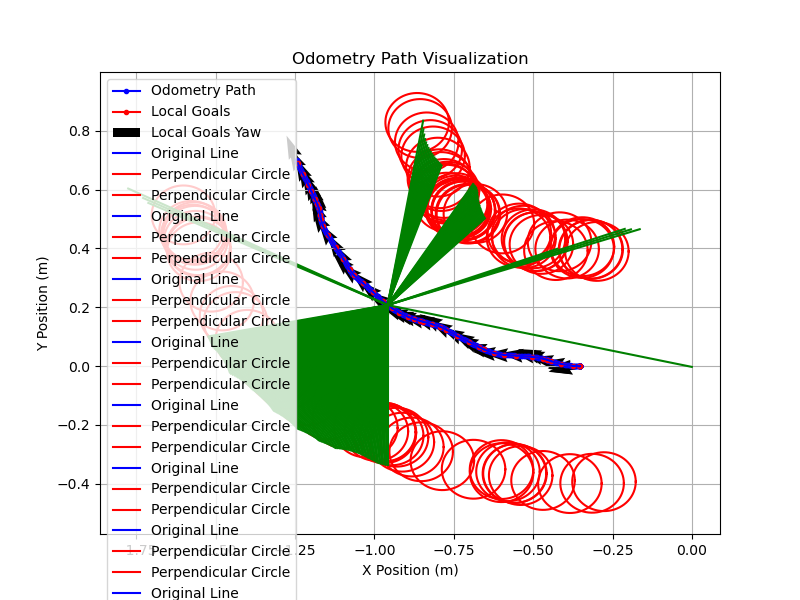 Odometry Path Visualization
Odometry Path
Local Goals
Local Goals Yaw
Original Line
Perpendicular Circle
Perpendicular Circle
Original Line
Perpendicular Circle
Perpendicular Circle
Original Line
Perpendicular Circle
Perpendicular Circle
Original Line
Perpendicular Circle
Perpendicular Circle
Original Line
Perpendicular Circle
Perpendicular Circle
Original Line
Perpendicular Circle
Perpendicular Circle
Original Line
Perpendicular Circle
Perpendicular Circle
Original Line
0.8
0.6
0.4
0.2
0.0
−0.2
−0.4
Y Position (m)
−1.75 .25 −1.00 −0.75 −0.50 −0.25 0.00
X Position (m)